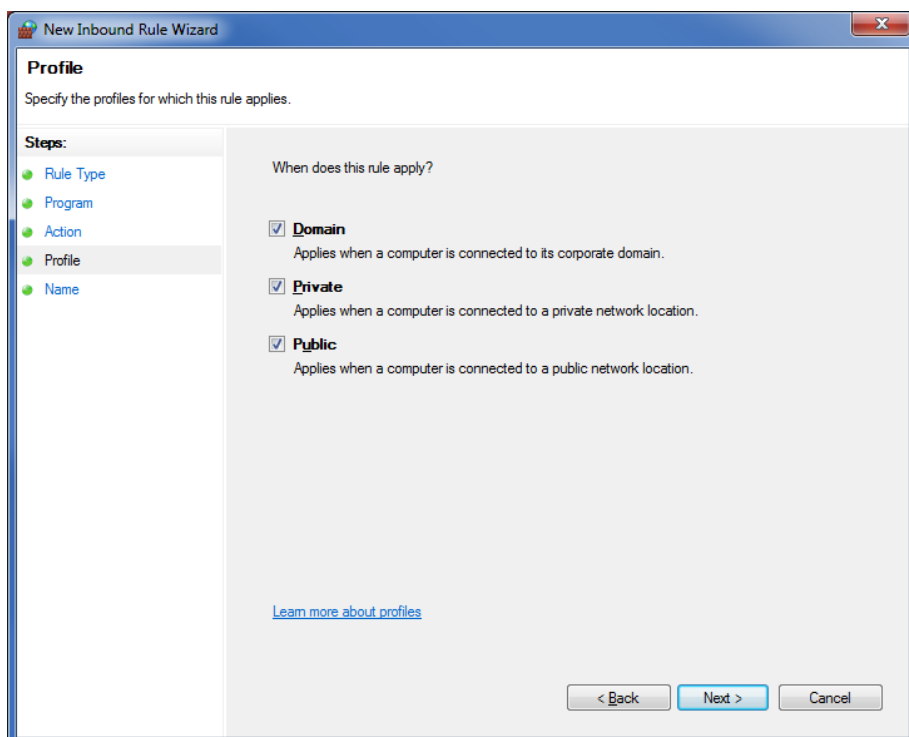 New Inbound Rule Wizard
Profile
Specify the profiles for which this rule applies.
Steps:
Rule Type
Program
Action
Profile
Name
When does this rule apply?
Domain
Applies when a computer is connected to its corporate domain.
Private
Applies when a computer is connected to a private network location.
Public
Applies when a computer is connected to a public network location.
Learn more about profiles
< Back
Next >
Cancel